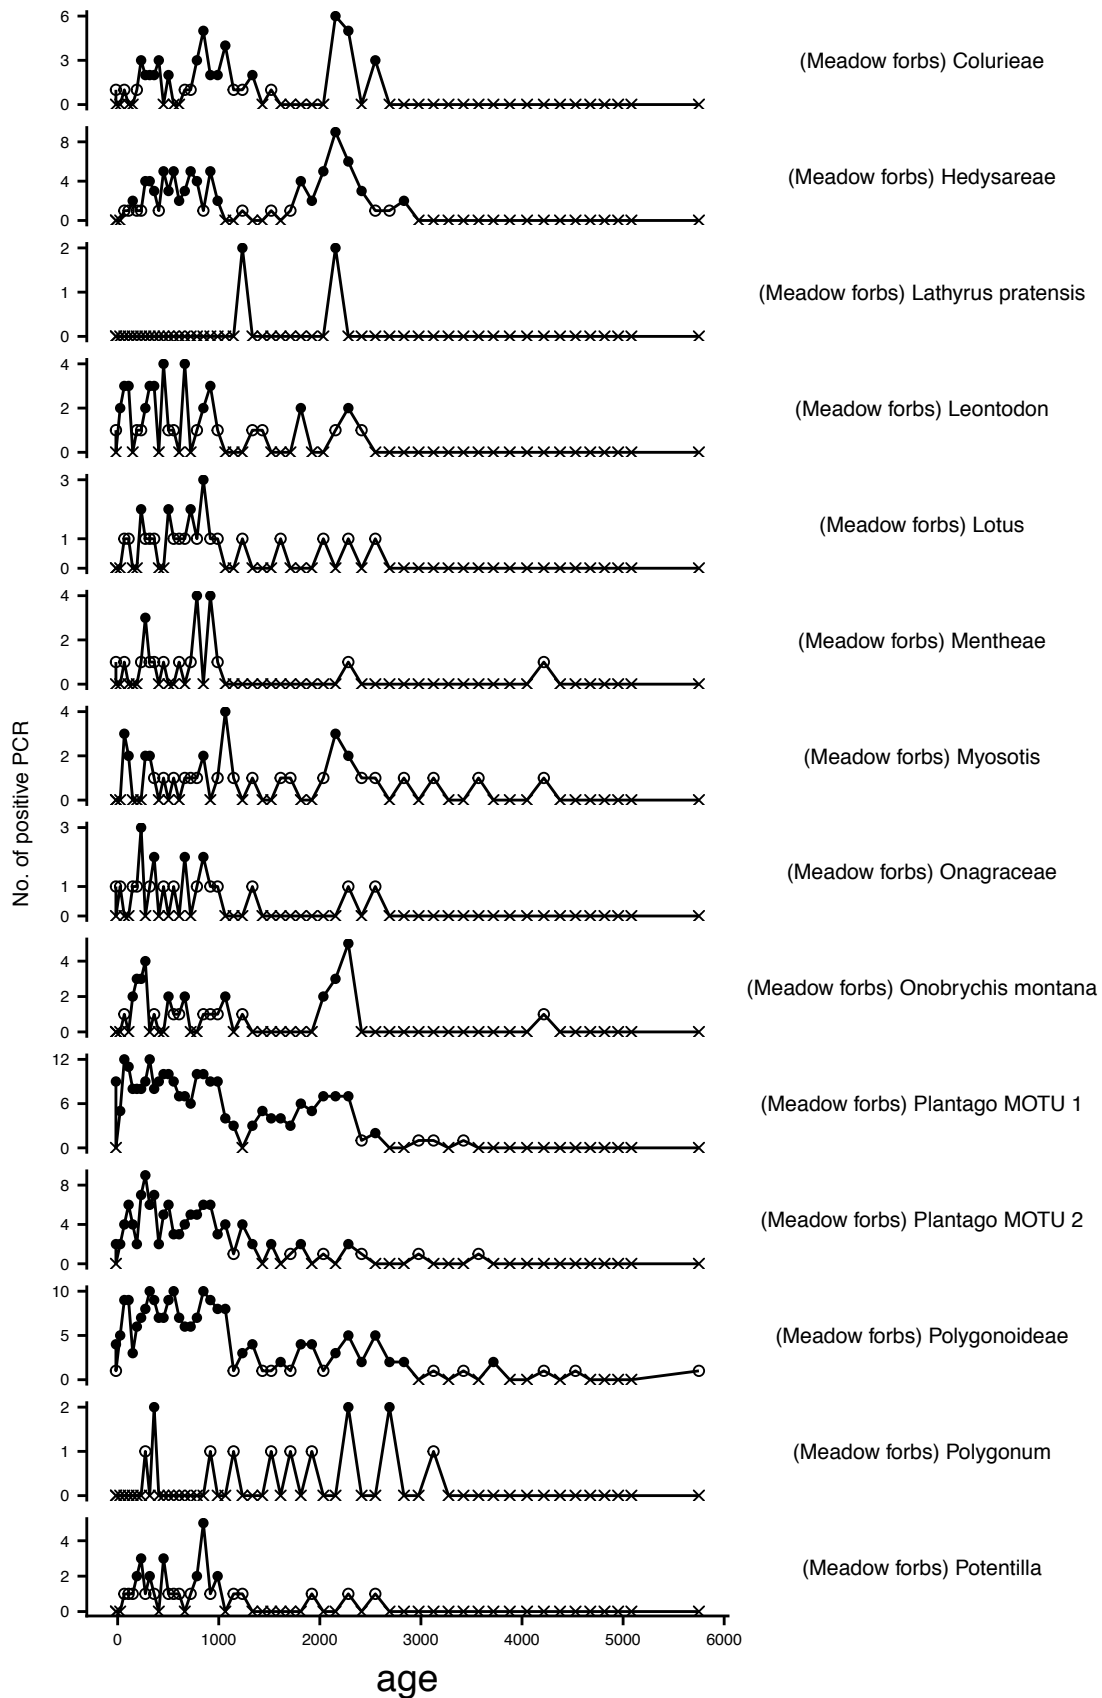 6
3
0
(Meadow forbs) Colurieae
8
4
0
(Meadow forbs) Hedysareae
2
1
0
(Meadow forbs) Lathyrus pratensis
4
2
0
(Meadow forbs) Leontodon
3
1
0
(Meadow forbs) Lotus
4
2
0
(Meadow forbs) Mentheae
4
2
0
(Meadow forbs) Myosotis
No. of positive PCR
3
1
0
(Meadow forbs) Onagraceae
4
2
0
(Meadow forbs) Onobrychis montana
12
6
0
(Meadow forbs) Plantago MOTU 1
8
4
0
(Meadow forbs) Plantago MOTU 2
10
5
0
(Meadow forbs) Polygonoideae
2
1
0
(Meadow forbs) Polygonum
4
2
0
(Meadow forbs) Potentilla
0 1000 2000 3000 4000 5000 6000
age